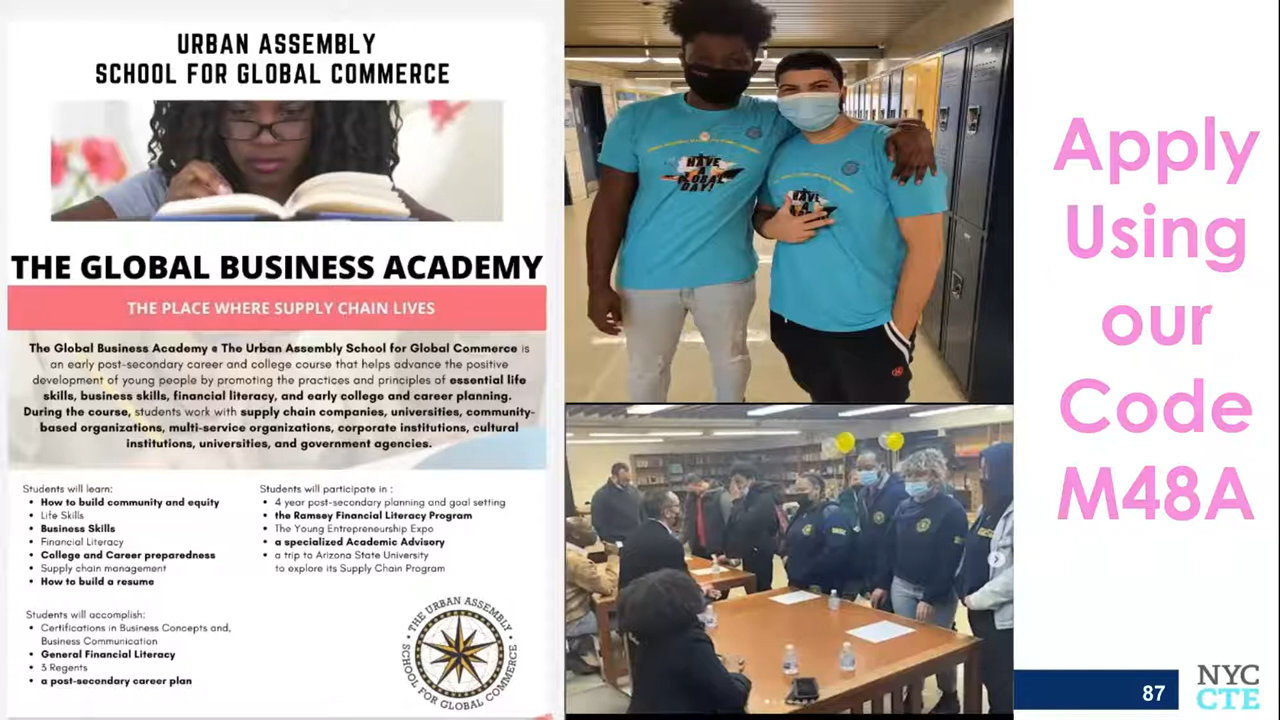 URBAN ASSEMBLY
SCHOOL FOR GLOBAL COMMERCE
THE GLOBAL BUSINESS ACADEMY
THE PLACE WHERE SUPPLY CHAIN LIVES
The Global Business Academy @ The Urban Assembly School for Global Commerce is
an early post-secondary career and college course that helps advance the positive
development of young people by promoting the practices and principles of essential life
skills, business skills, financial literacy, and early college and career planning.
During the course, students work with supply chain companies, universities, community-
based organizations, multi-service organizations, corporate institutions, cultural
institutions, universities, and government agencies.
Students will learn:
• How to build community and equity
• Life Skills
• Business Skills
• Financial Literacy
• College and Career preparedness
• Supply chain management
• How to build a resume
Students will participate in :
• 4 year post-secondary planning and goal setting
• the Ramsey Financial Literacy Program
• The Young Entrepreneurship Expo
• a specialized Academic Advisory
• a trip to Arizona State University
to explore its Supply Chain Program
Students will accomplish:
• Certifications in Business Concepts and,
Business Communication
• General Financial Literacy
• 3 Regents
• a post-secondary career plan
• THE URBAN ASSEMBLY •
SCHOOL FOR GLOBAL COMMERCE
HAVE
A
GLOBAL
DAY!
HAVE
A
Apply
Using
our
Code
M48A
87
NYC
CTE